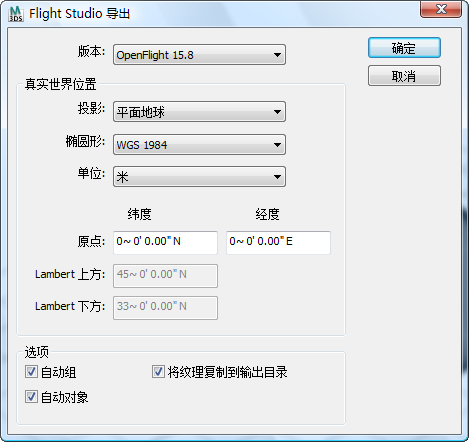 Flight Studio 导出
版本: OpenFlight 15.8
确定
取消
真实世界位置
投影: 平面地球
椭圆形: WGS 1984
单位: 米
纬度 经度
原点: 0~ 0' 0.00" N 0~ 0' 0.00" E
Lambert 上方: 45~ 0' 0.00" N
Lambert 下方: 33~ 0' 0.00" N
选项
自动组 将纹理复制到输出目录
自动对象